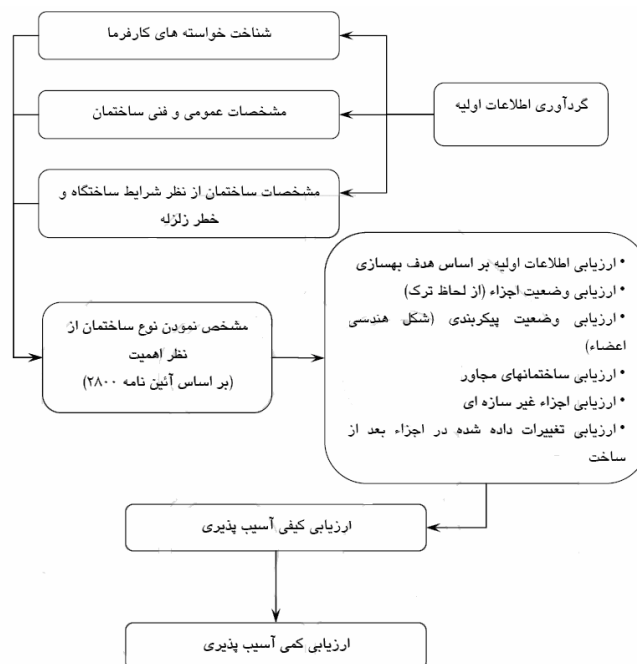 شناخت خواسته های کارفرما
گردآوری اطلاعات اولیه
مشخصات عمومی و فنی ساختمان
مشخصات ساختمان از نظر شرایط ساختگاه و
خطر زلزله
مشخص نمودن نوع ساختمان از
نظر اهمیت
(بر اساس آئین نامه ۲۸۰۰)
• ارزیابی اطلاعات اولیه بر اساس هدف بهسازی
• ارزیابی وضعیت اجزاء (از لحاظ ترک)
• ارزیابی وضعیت پیکربندی (شکل هندسی
اعضاء)
• ارزیابی ساختمانهای مجاور
• ارزیابی اجزاء غیر سازه ای
• ارزیابی تغییرات داده شده در اجزاء بعد از
ساخت
ارزیابی کیفی آسیب پذیری
ارزیابی کمی آسیب پذیری